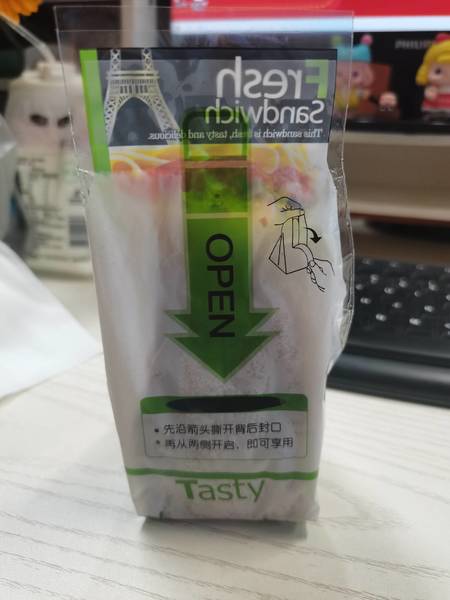 Fresh
Sandwich
This sandwich is fresh, tasty and delicious.
PHILIPS
OPEN
• 先沿箭头撕开背后封口
• 再从两侧开启，即可享用
Tasty